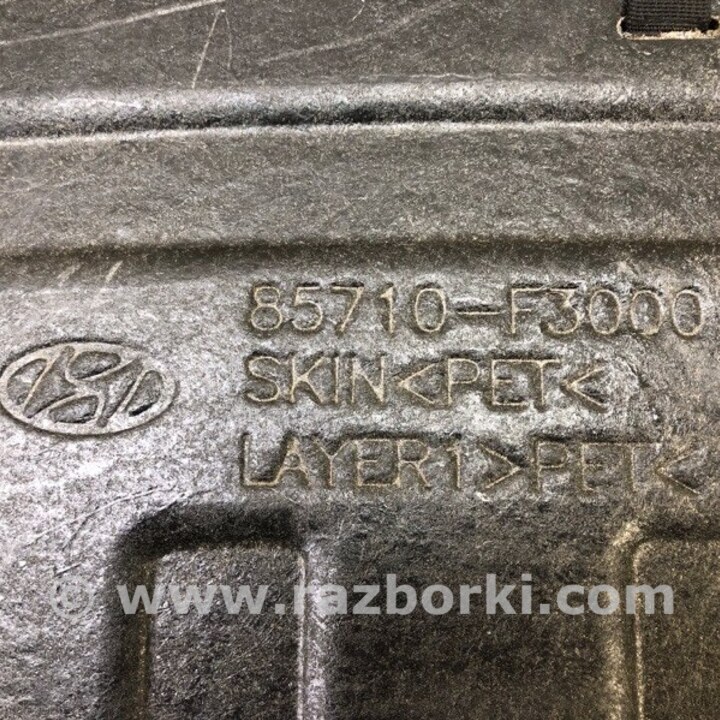 85710-F3000
SKIN<PET<
LAYER1>PET<
© www.razborki.com